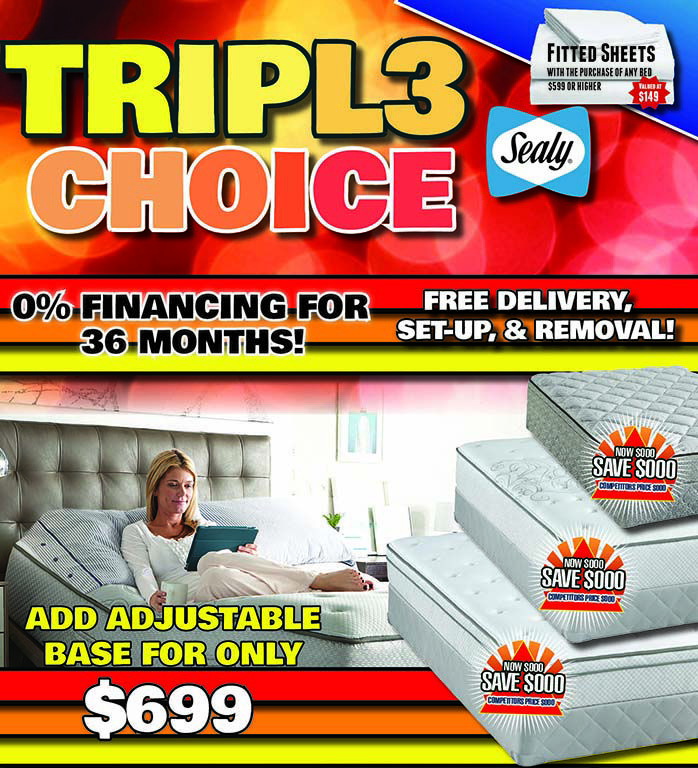 TRIPL3
CHOICE
FITTED SHEETS
WITH THE PURCHASE OF ANY BED
$599 OR HIGHER
VALUED AT
$149
Sealy
0% FINANCING FOR
36 MONTHS!
FREE DELIVERY,
SET-UP, & REMOVAL!
NOW $000
SAVE $000
COMPETITORS PRICE $000
NOW $000
SAVE $000
COMPETITORS PRICE $000
NOW $000
SAVE $000
COMPETITORS PRICE $000
ADD ADJUSTABLE
BASE FOR ONLY
$699